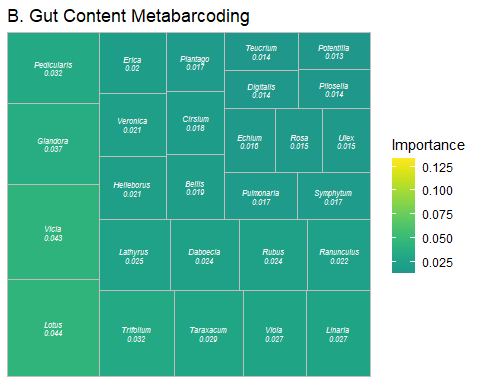 B. Gut Content Metabarcoding
Pedicularis
0.032
Glandora
0.037
Vicia
0.043
Lotus
0.044
Erica
0.02
Veronica
0.021
Helleborus
0.021
Plantago
0.017
Cirsium
0.018
Bellis
0.019
Teucrium
0.014
Potentilla
0.013
Digitalis
0.014
Pilosella
0.014
Echium
0.016
Rosa
0.015
Ulex
0.015
Pulmonaria
0.017
Symphytum
0.017
Lathyrus
0.025
Daboecia
0.024
Rubus
0.024
Ranunculus
0.022
Trifolium
0.032
Taraxacum
0.029
Viola
0.027
Linaria
0.027
Importance
0.125
0.100
0.075
0.050
0.025